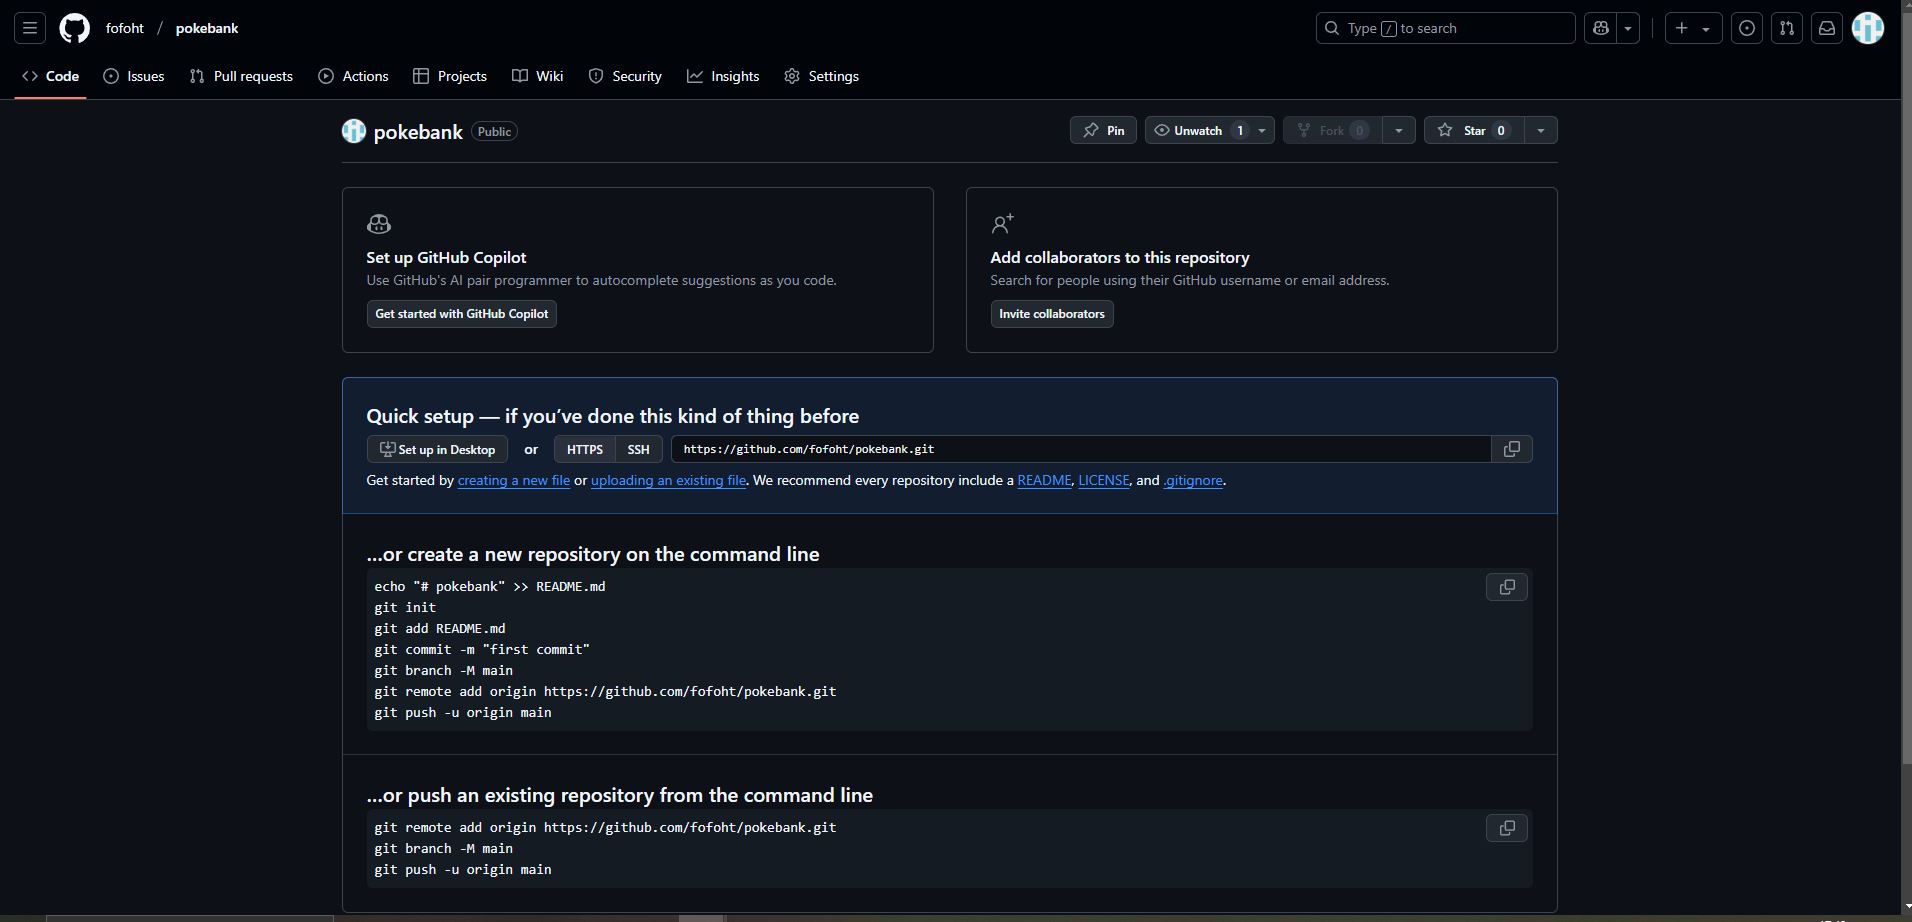 fofoht / pokebank
Type / to search
Code Issues Pull requests Actions Projects Wiki Security Insights Settings
pokebank Public
Pin Unwatch 1 Fork 0 Star 0
Set up GitHub Copilot
Use GitHub's AI pair programmer to autocomplete suggestions as you code.
Get started with GitHub Copilot
Add collaborators to this repository
Search for people using their GitHub username or email address.
Invite collaborators
Quick setup — if you've done this kind of thing before
Set up in Desktop or HTTPS SSH https://github.com/fofoht/pokebank.git
Get started by creating a new file or uploading an existing file. We recommend every repository include a README, LICENSE, and .gitignore.
…or create a new repository on the command line
echo "# pokebank" >> README.md
git init
git add README.md
git commit -m "first commit"
git branch -M main
git remote add origin https://github.com/fofoht/pokebank.git
git push -u origin main
…or push an existing repository from the command line
git remote add origin https://github.com/fofoht/pokebank.git
git branch -M main
git push -u origin main